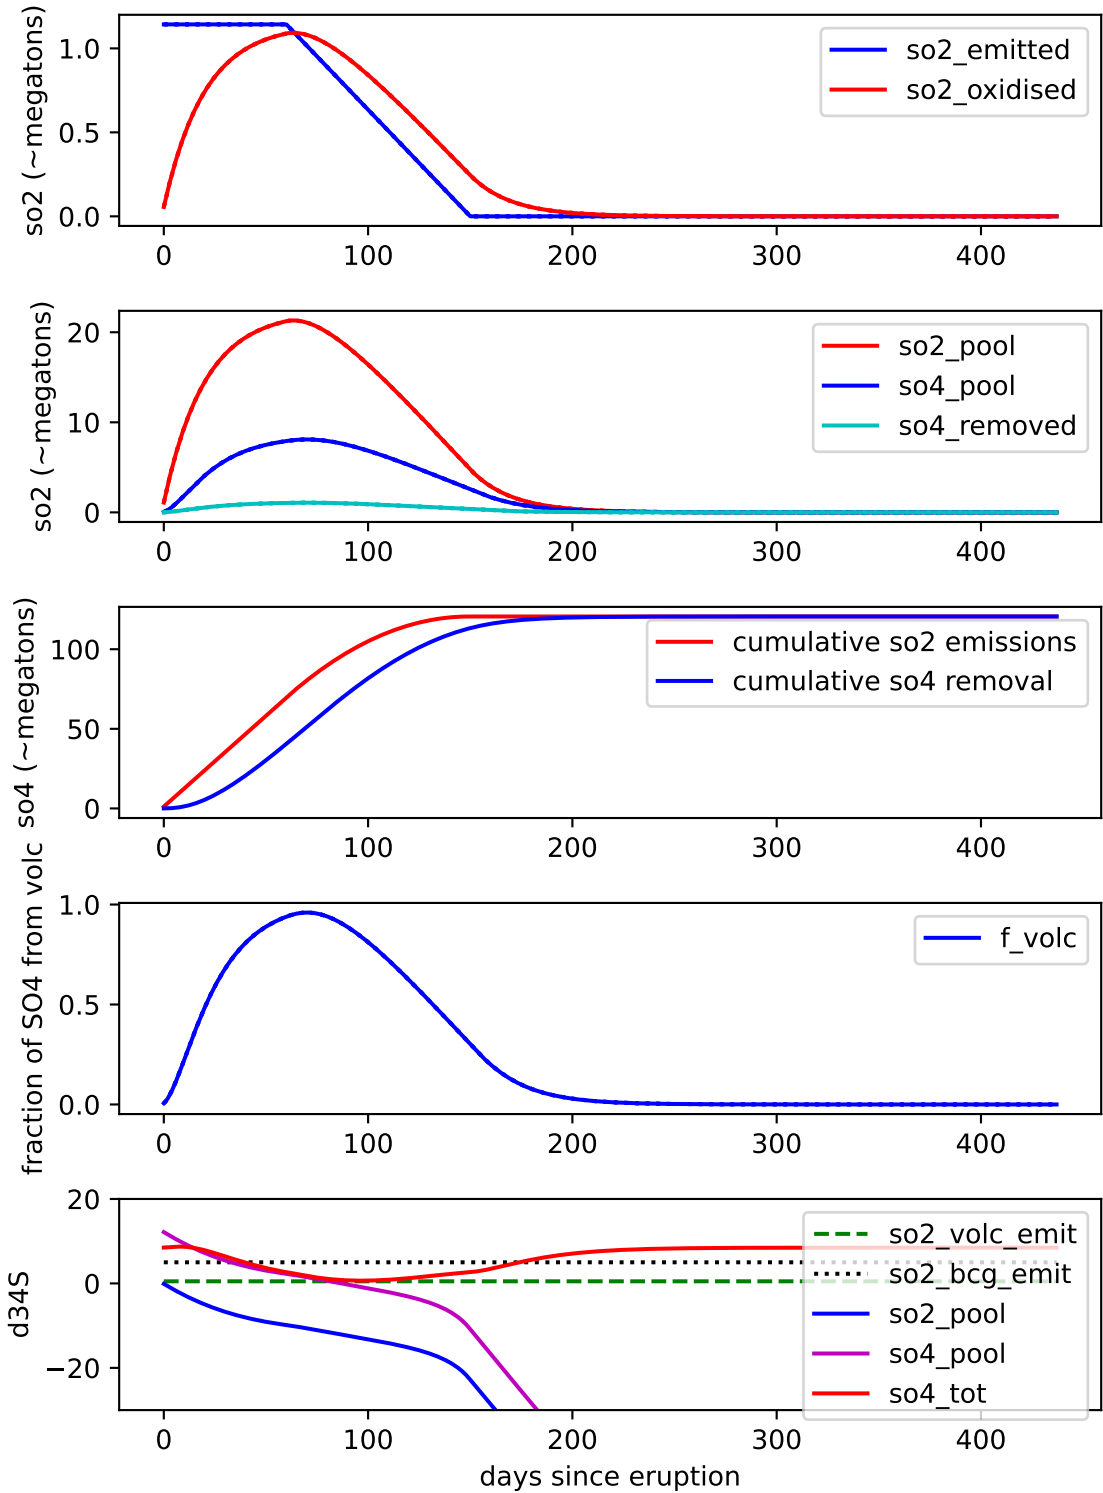 so2 (~megatons)
1.0
0.5
0.0
so2_emitted
so2_oxidised
0 100 200 300 400
so2 (~megatons)
20
10
0
so2_pool
so4_pool
so4_removed
0 100 200 300 400
so4 (~megatons)
100
50
0
cumulative so2 emissions
cumulative so4 removal
0 100 200 300 400
fraction of SO4 from volc
1.0
0.5
0.0
f_volc
0 100 200 300 400
d34S
20
0
−20
so2_volc_emit
so2_bcg_emit
so2_pool
so4_pool
so4_tot
0 100 200 300 400
days since eruption